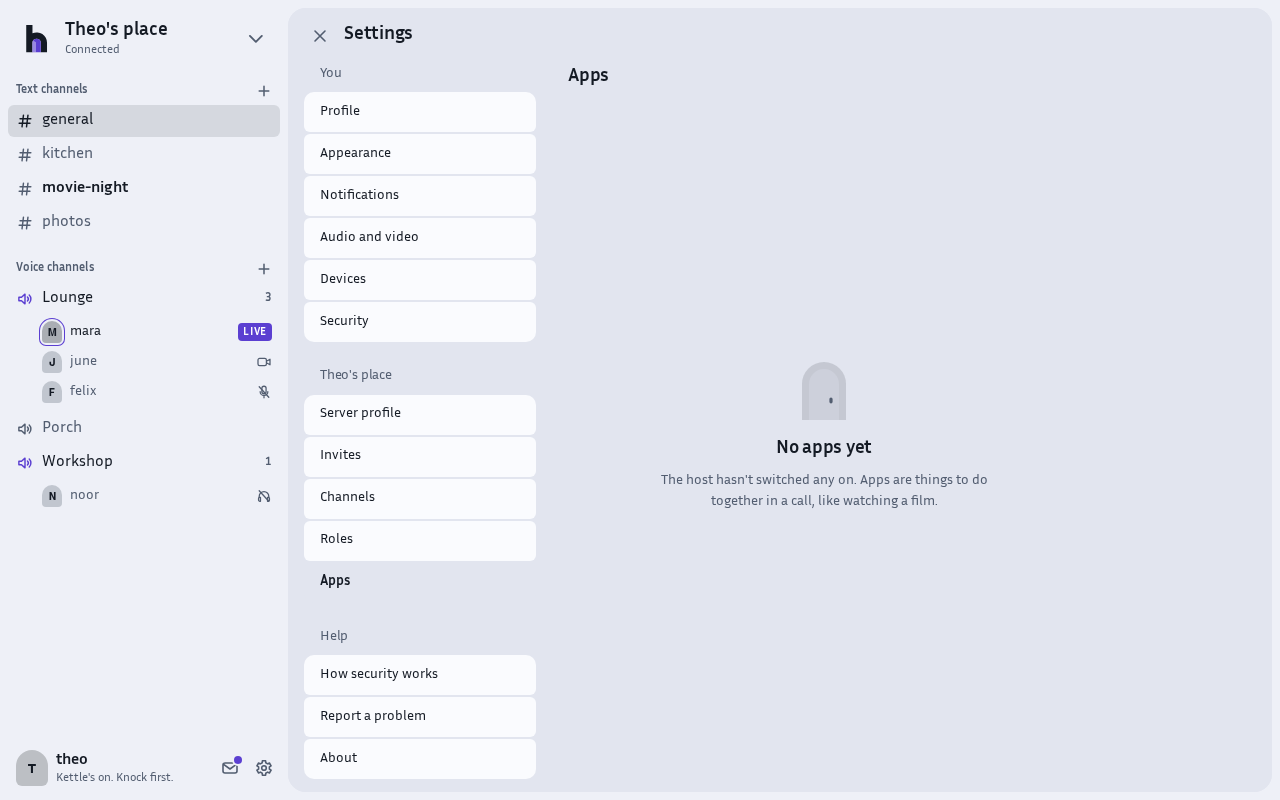 Theo's place
Connected
Text channels
general
kitchen
movie-night
photos
Voice channels
Lounge
3
M
mara
LIVE
J
june
F
felix
Porch
Workshop
1
N
noor
T
theo
Kettle's on. Knock first.
Settings
You
Profile
Appearance
Notifications
Audio and video
Devices
Security
Theo's place
Server profile
Invites
Channels
Roles
Apps
Help
How security works
Report a problem
About
Apps
No apps yet
The host hasn't switched any on. Apps are things to do
together in a call, like watching a film.